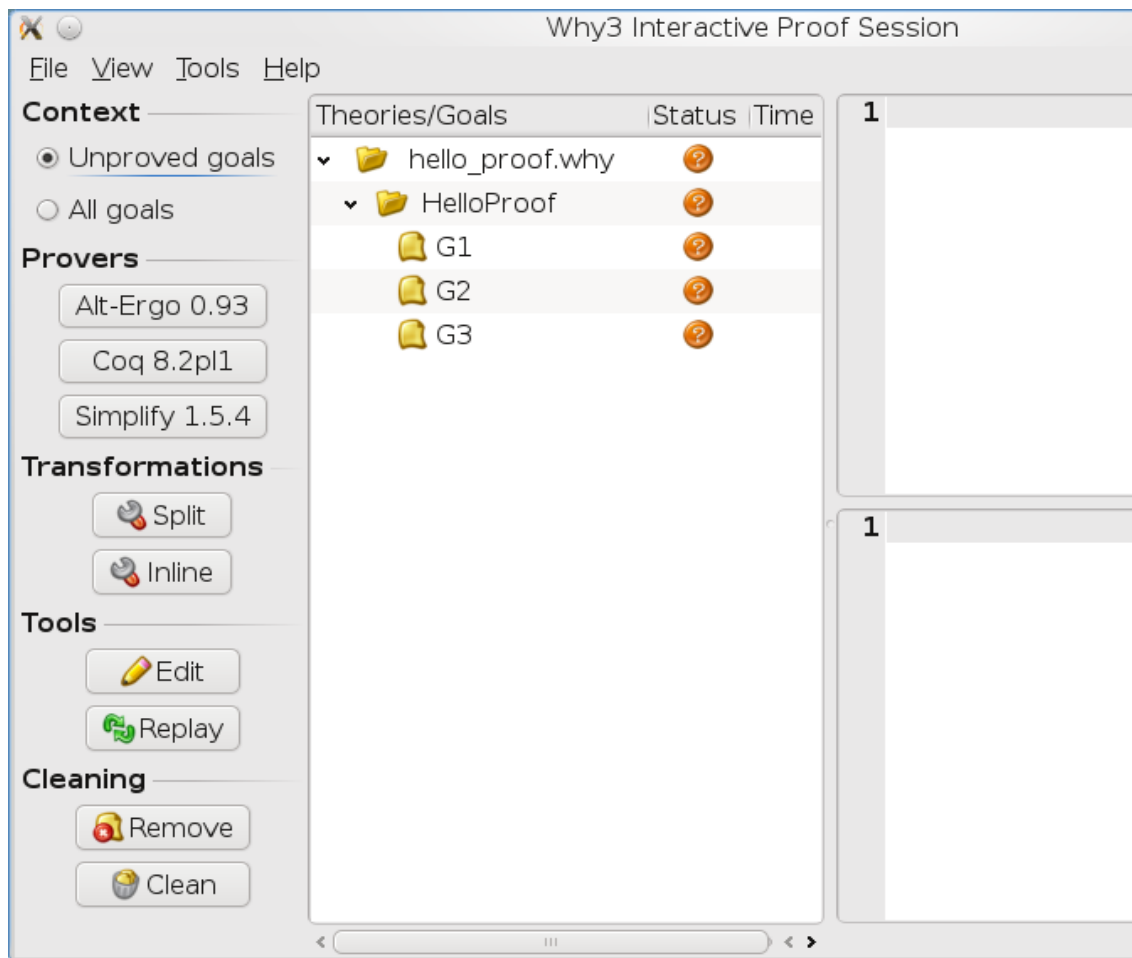 Why3 Interactive Proof Session
File View Tools Help
Context
Unproved goals
All goals
Provers
Alt-Ergo 0.93
Coq 8.2pl1
Simplify 1.5.4
Transformations
Split
Inline
Tools
Edit
Replay
Cleaning
Remove
Clean
Theories/Goals Status Time
hello_proof.why ?
HelloProof ?
G1 ?
G2 ?
G3 ?
1
1